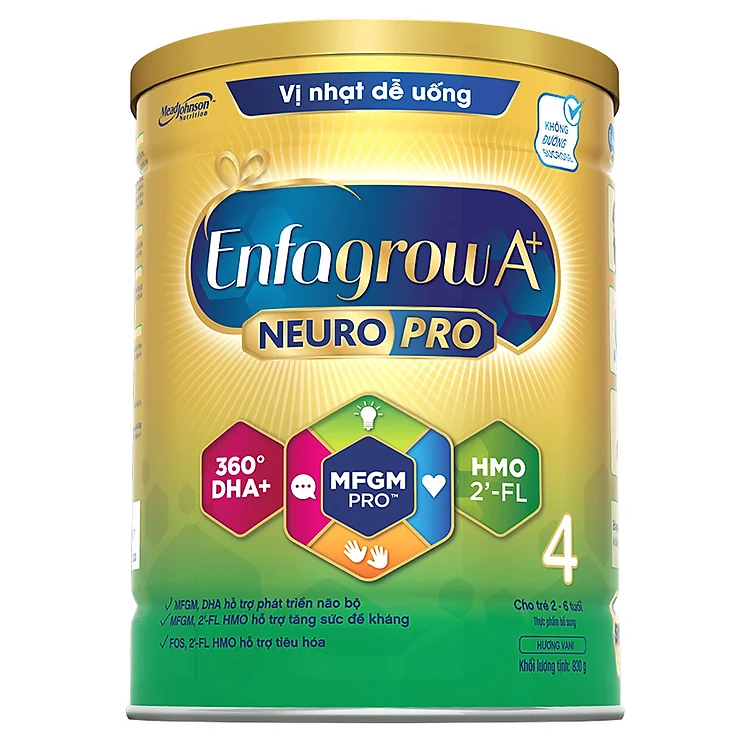 Vị nhạt dễ uống
MeadJohnson
Nutrition
KHÔNG
ĐƯỜNG
SUCROSE
EnfagrowA+
NEURO PRO
360°
DHA+
MFGM
PRO™
HMO
2'-FL
4
MFGM, DHA hỗ trợ phát triển não bộ
MFGM, 2'-FL HMO hỗ trợ tăng sức đề kháng
FOS, 2'-FL HMO hỗ trợ tiêu hóa
Cho trẻ 2 - 6 tuổi
Thực phẩm bổ sung
HƯƠNG VANI
Khối lượng tịnh: 830 g